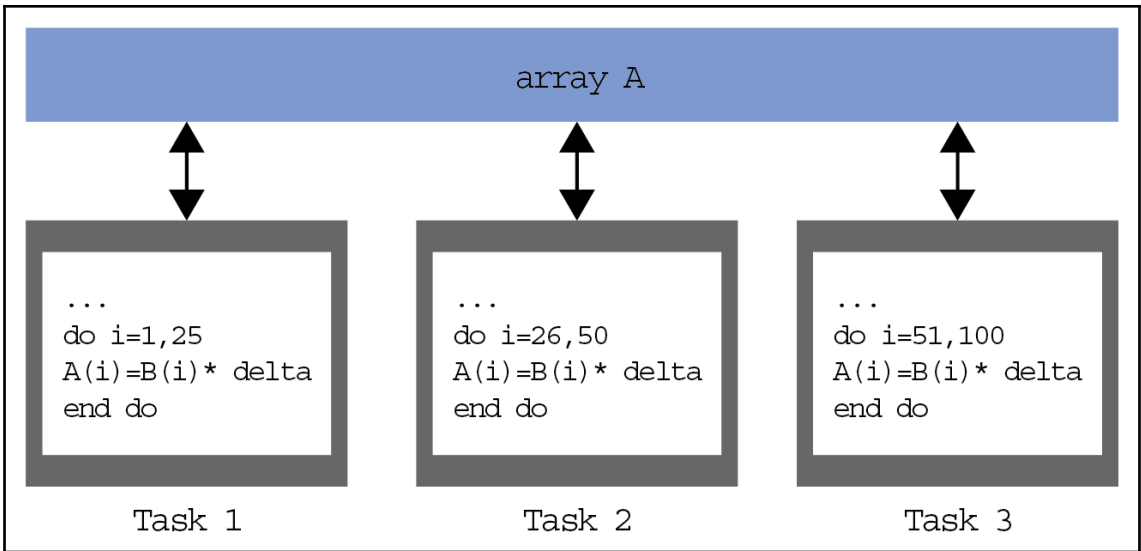 array A
...
do i=1,25
A(i)=B(i)* delta
end do
...
do i=26,50
A(i)=B(i)* delta
end do
...
do i=51,100
A(i)=B(i)* delta
end do
Task 1
Task 2
Task 3